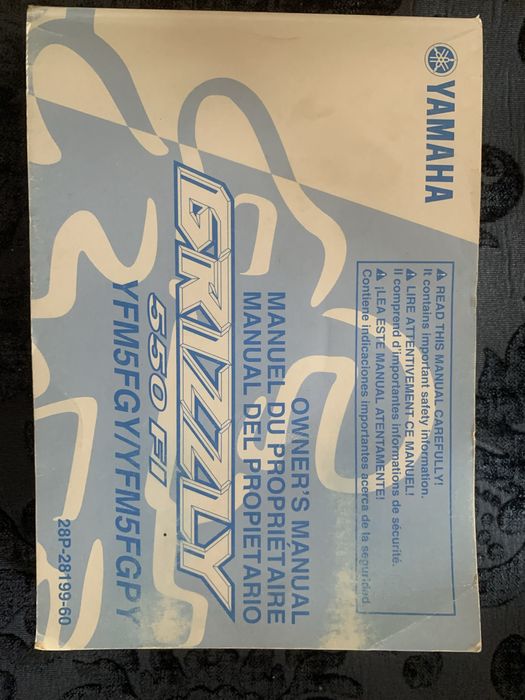 YAMAHA
⚠ READ THIS MANUAL CAREFULLY!
It contains important safety information.
⚠ LIRE ATTENTIVEMENT CE MANUEL!
Il comprend d'importantes informations de sécurité.
⚠ ¡LEA ESTE MANUAL ATENTAMENTE!
Contiene indicaciones importantes acerca de la seguridad.
OWNER'S MANUAL
MANUEL DU PROPRIÉTAIRE
MANUAL DEL PROPIETARIO
GRIZZLY
550 FI
YFM5FGY/YFM5FGPY
28P-28199-60